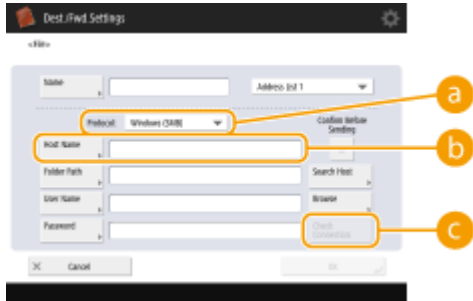 Dest./Fwd. Settings
<File>
Name
Address List 1
a
Protocol: Windows (SMB)
Confirm Before
Sending
Host Name
b
Folder Path
Search Host
User Name
Browse
Password
Check
Connection
c
× Cancel
OK